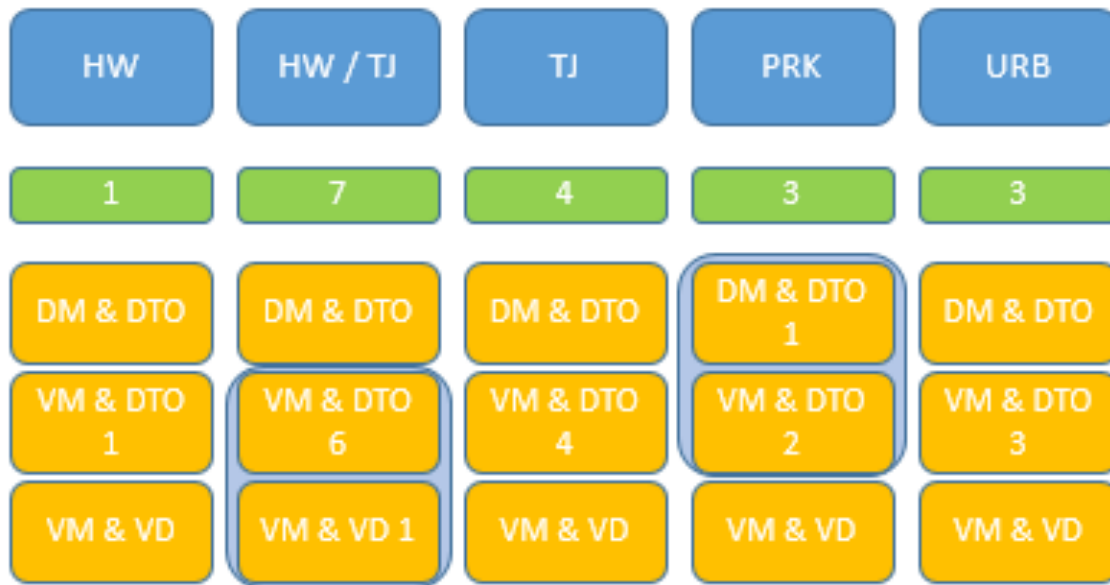 HW HW / TJ TJ PRK URB
1 7 4 3 3
DM & DTO DM & DTO DM & DTO DM & DTO 1 DM & DTO
VM & DTO 1 VM & DTO 6 VM & DTO 4 VM & DTO 2 VM & DTO 3
VM & VD VM & VD 1 VM & VD VM & VD VM & VD